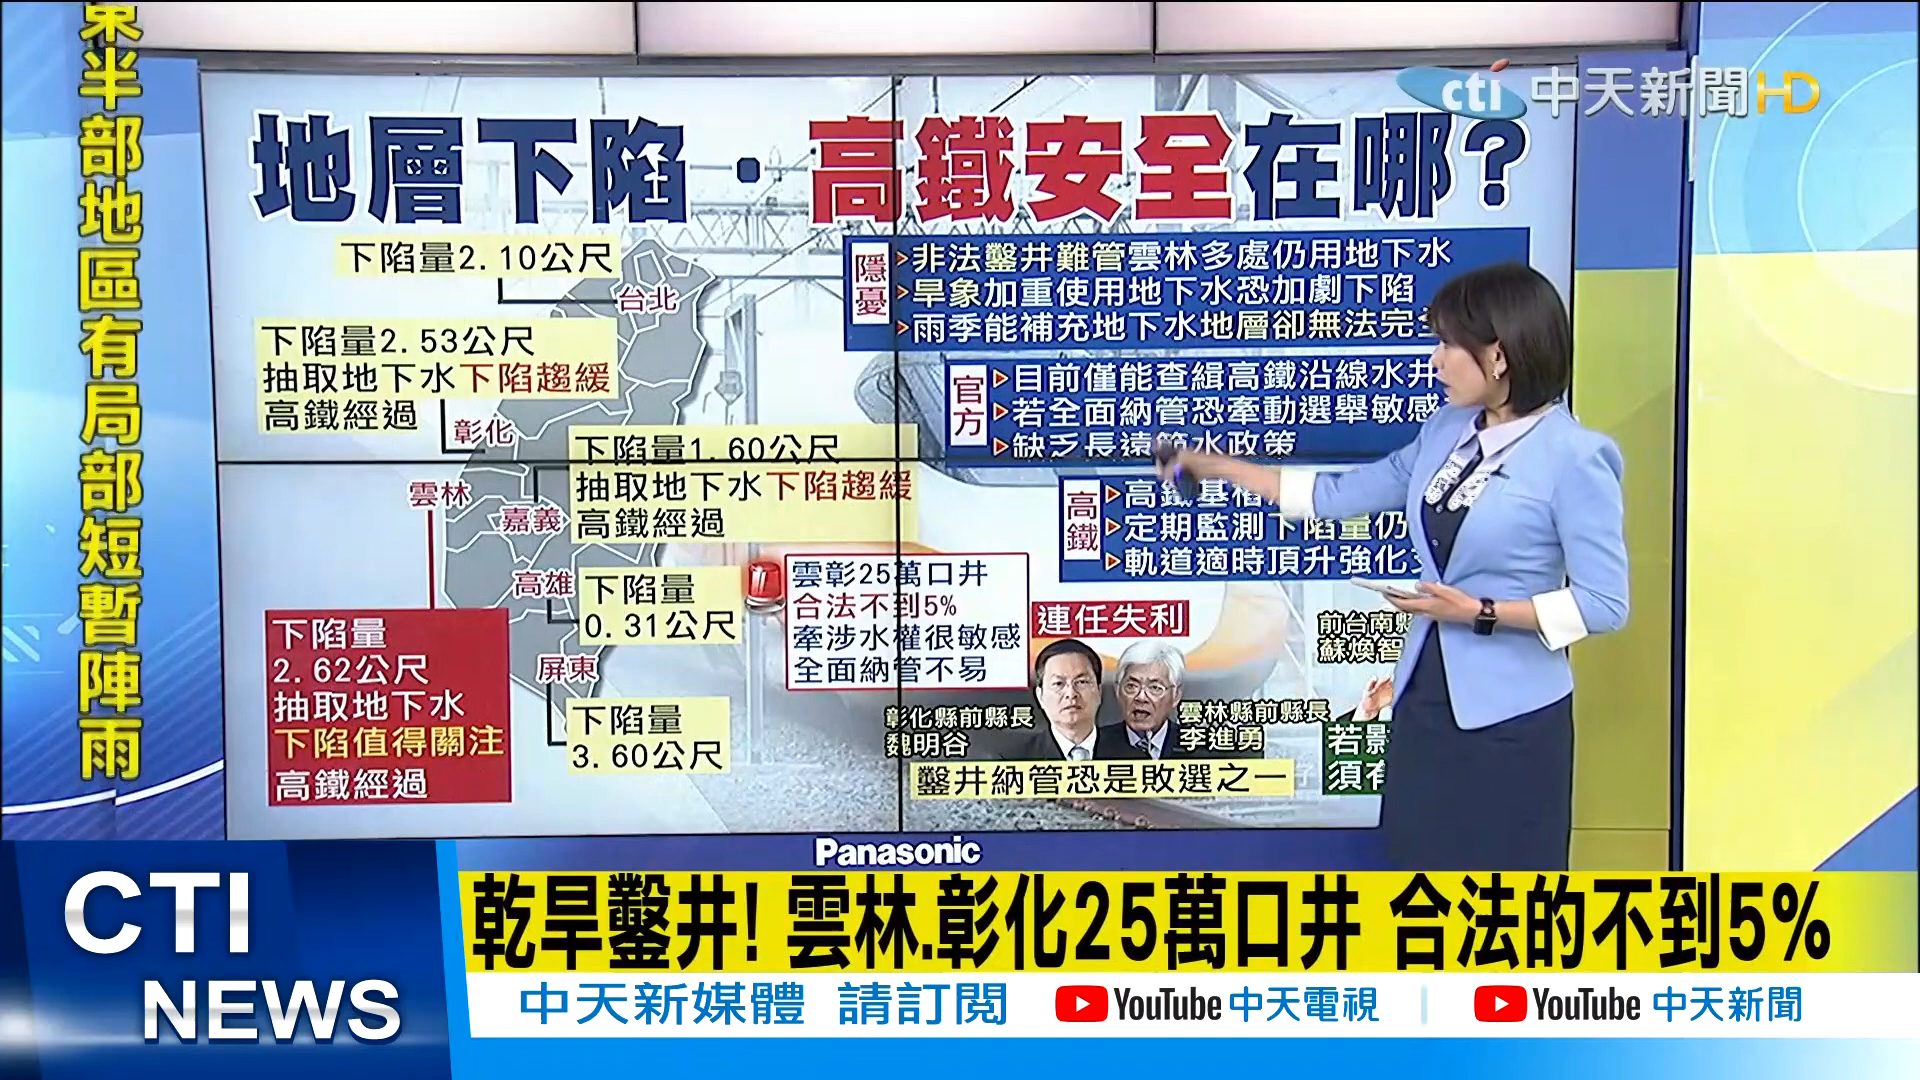 東半部地區有局部短暫陣雨
cti 中天新聞HD
地層下陷・高鐵安全在哪?
下陷量2.10公尺
台北
下陷量2.53公尺
抽取地下水下陷趨緩
高鐵經過
彰化
下陷量1.60公尺
抽取地下水下陷趨緩
高鐵經過
雲林
嘉義
高雄
下陷量
0.31公尺
下陷量
2.62公尺
抽取地下水
下陷值得關注
高鐵經過
屏東
下陷量
3.60公尺
隱憂
非法鑿井難管雲林多處仍用地下水
旱象加重使用地下水恐加劇下陷
雨季能補充地下水地層卻無法完全
官方
目前僅能查緝高鐵沿線水井
若全面納管恐牽動選舉敏感
缺乏長遠節水政策
高鐵
高鐵基樁
定期監測下陷量仍
軌道適時頂升強化
雲彰25萬口井
合法不到5%
牽涉水權很敏感
全面納管不易
連任失利
彰化縣前縣長
魏明谷
雲林縣前縣長
李進勇
鑿井納管恐是敗選之一
前台南縣
蘇煥智
若影
須有
Panasonic
CTI
NEWS
乾旱鑿井! 雲林.彰化25萬口井 合法的不到5%
中天新媒體 請訂閱 YouTube 中天電視 | YouTube 中天新聞